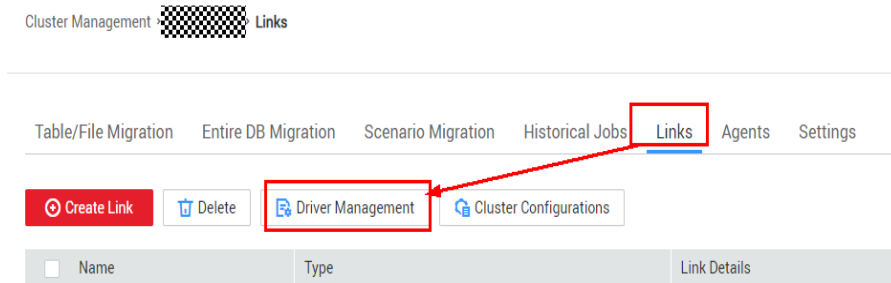 Cluster Management > > Links
Table/File Migration Entire DB Migration Scenario Migration Historical Jobs Links Agents Settings
Create Link Delete Driver Management Cluster Configurations
Name Type Link Details